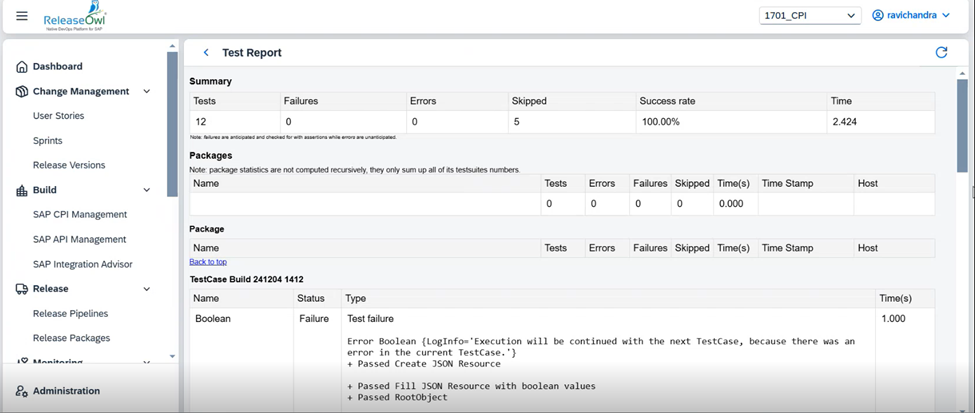 ReleaseOwl
Native DevOps Platform for SAP
1701_CPI
ravichandra
Dashboard
Change Management
User Stories
Sprints
Release Versions
Build
SAP CPI Management
SAP API Management
SAP Integration Advisor
Release
Release Pipelines
Release Packages
Monitoring
Administration
Test Report
Summary
Tests Failures Errors Skipped Success rate Time
12 0 0 5 100.00% 2.424
Note: failures are anticipated and checked for with assertions while errors are unanticipated.
Packages
Note: package statistics are not computed recursively, they only sum up all of its testsuites numbers.
Name Tests Errors Failures Skipped Time(s) Time Stamp Host
0 0 0 0 0.000
Package
Name Tests Errors Failures Skipped Time(s) Time Stamp Host
Back to top
TestCase Build 241204 1412
Name Status Type Time(s)
Boolean Failure Test failure 1.000
Error Boolean {LogInfo='Execution will be continued with the next TestCase, because there was an
error in the current TestCase.'}
+ Passed Create JSON Resource
+ Passed Fill JSON Resource with boolean values
+ Passed RootObject